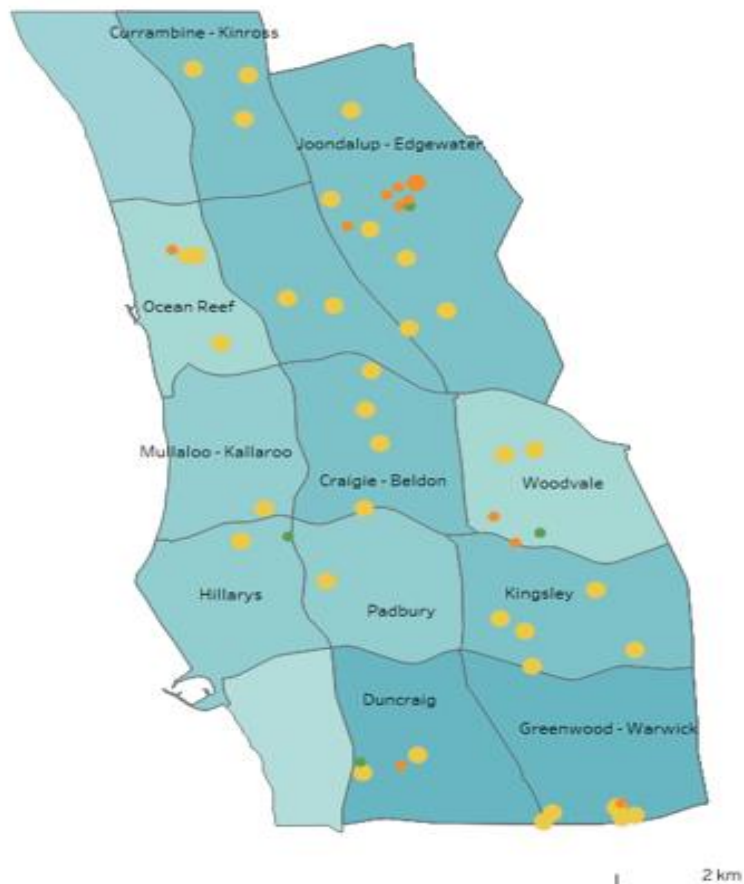 Currambine - Kinross
Joondalup - Edgewater
Ocean Reef
Mullaloo - Kallaroo
Craigie - Beldon
Woodvale
Hillarys
Padbury
Kingsley
Duncraig
Greenwood - Warwick
2 km